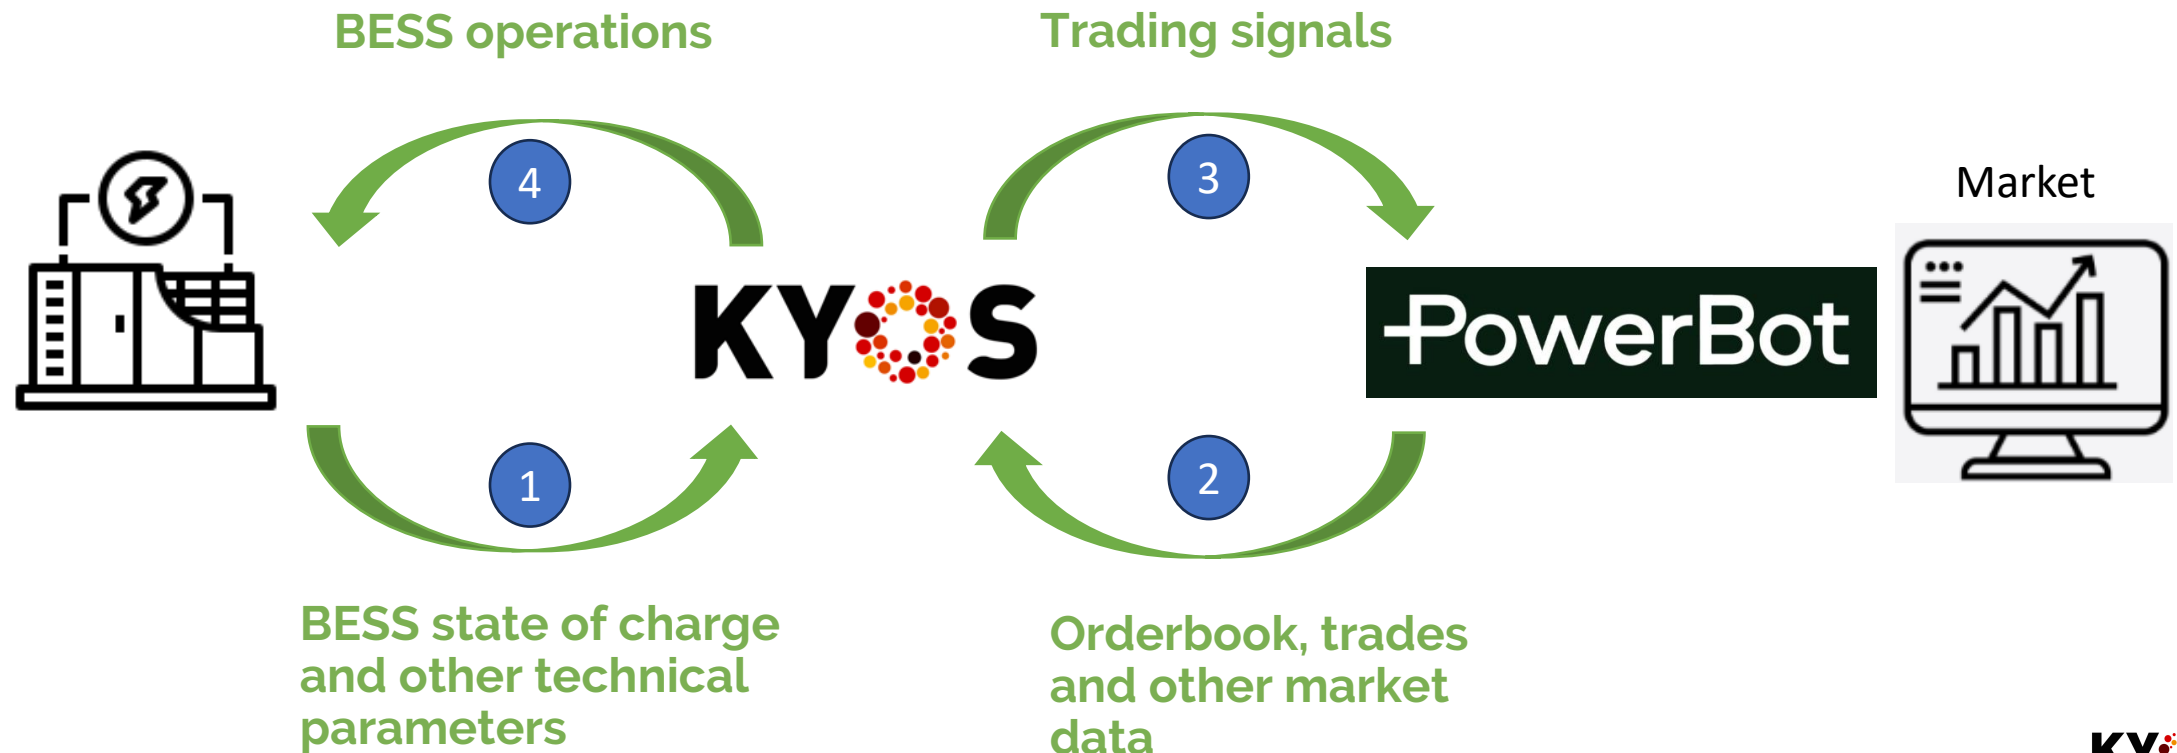 BESS operations
Trading signals
4
3
Market
KYOS
PowerBot
1
2
BESS state of charge
and other technical
parameters
Orderbook, trades
and other market
data
KY